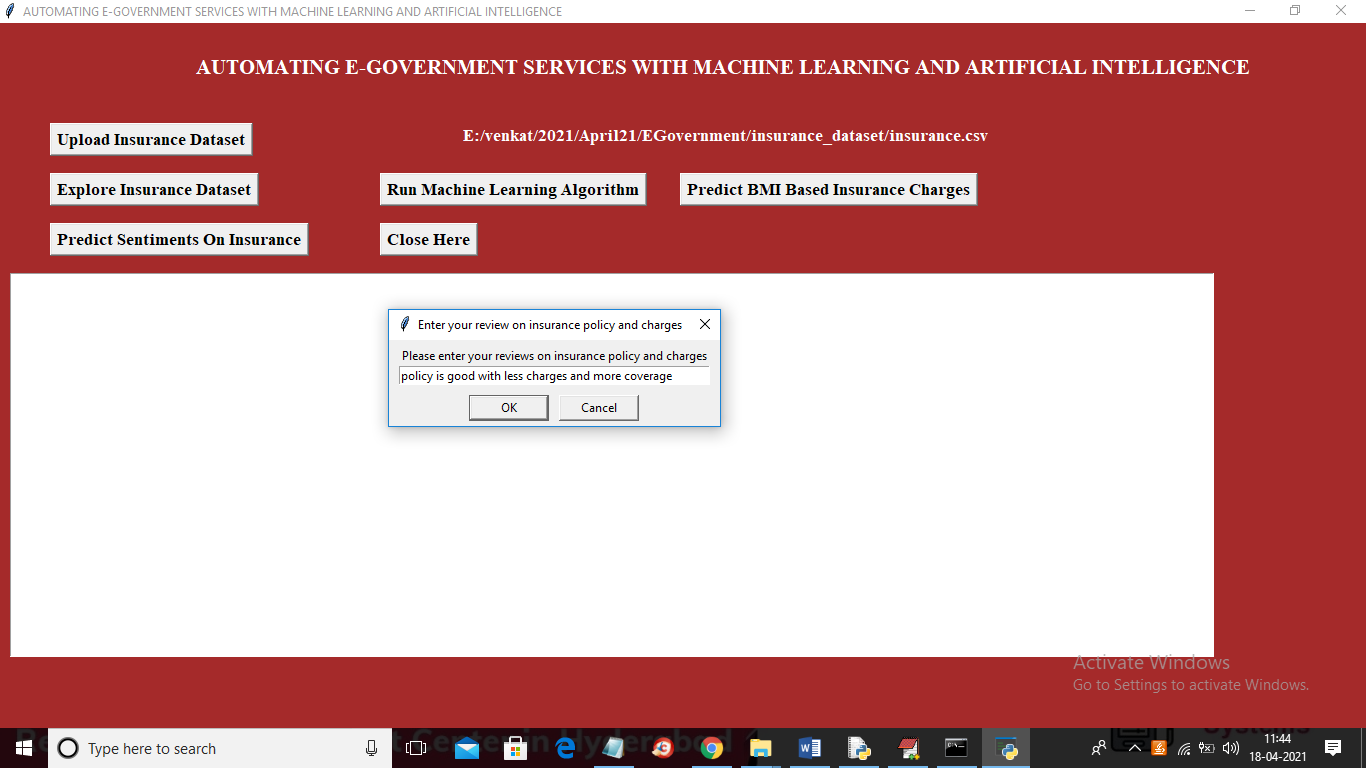 AUTOMATING E-GOVERNMENT SERVICES WITH MACHINE LEARNING AND ARTIFICIAL INTELLIGENCE
AUTOMATING E-GOVERNMENT SERVICES WITH MACHINE LEARNING AND ARTIFICIAL INTELLIGENCE
Upload Insurance Dataset
E:/venkat/2021/April21/EGovernment/insurance_dataset/insurance.csv
Explore Insurance Dataset
Run Machine Learning Algorithm
Predict BMI Based Insurance Charges
Predict Sentiments On Insurance
Close Here
Enter your review on insurance policy and charges
Please enter your reviews on insurance policy and charges
policy is good with less charges and more coverage
OK
Cancel
Activate Windows
Go to Settings to activate Windows.
Type here to search
Center in Hyderabad
Systems
11:44
18-04-2021